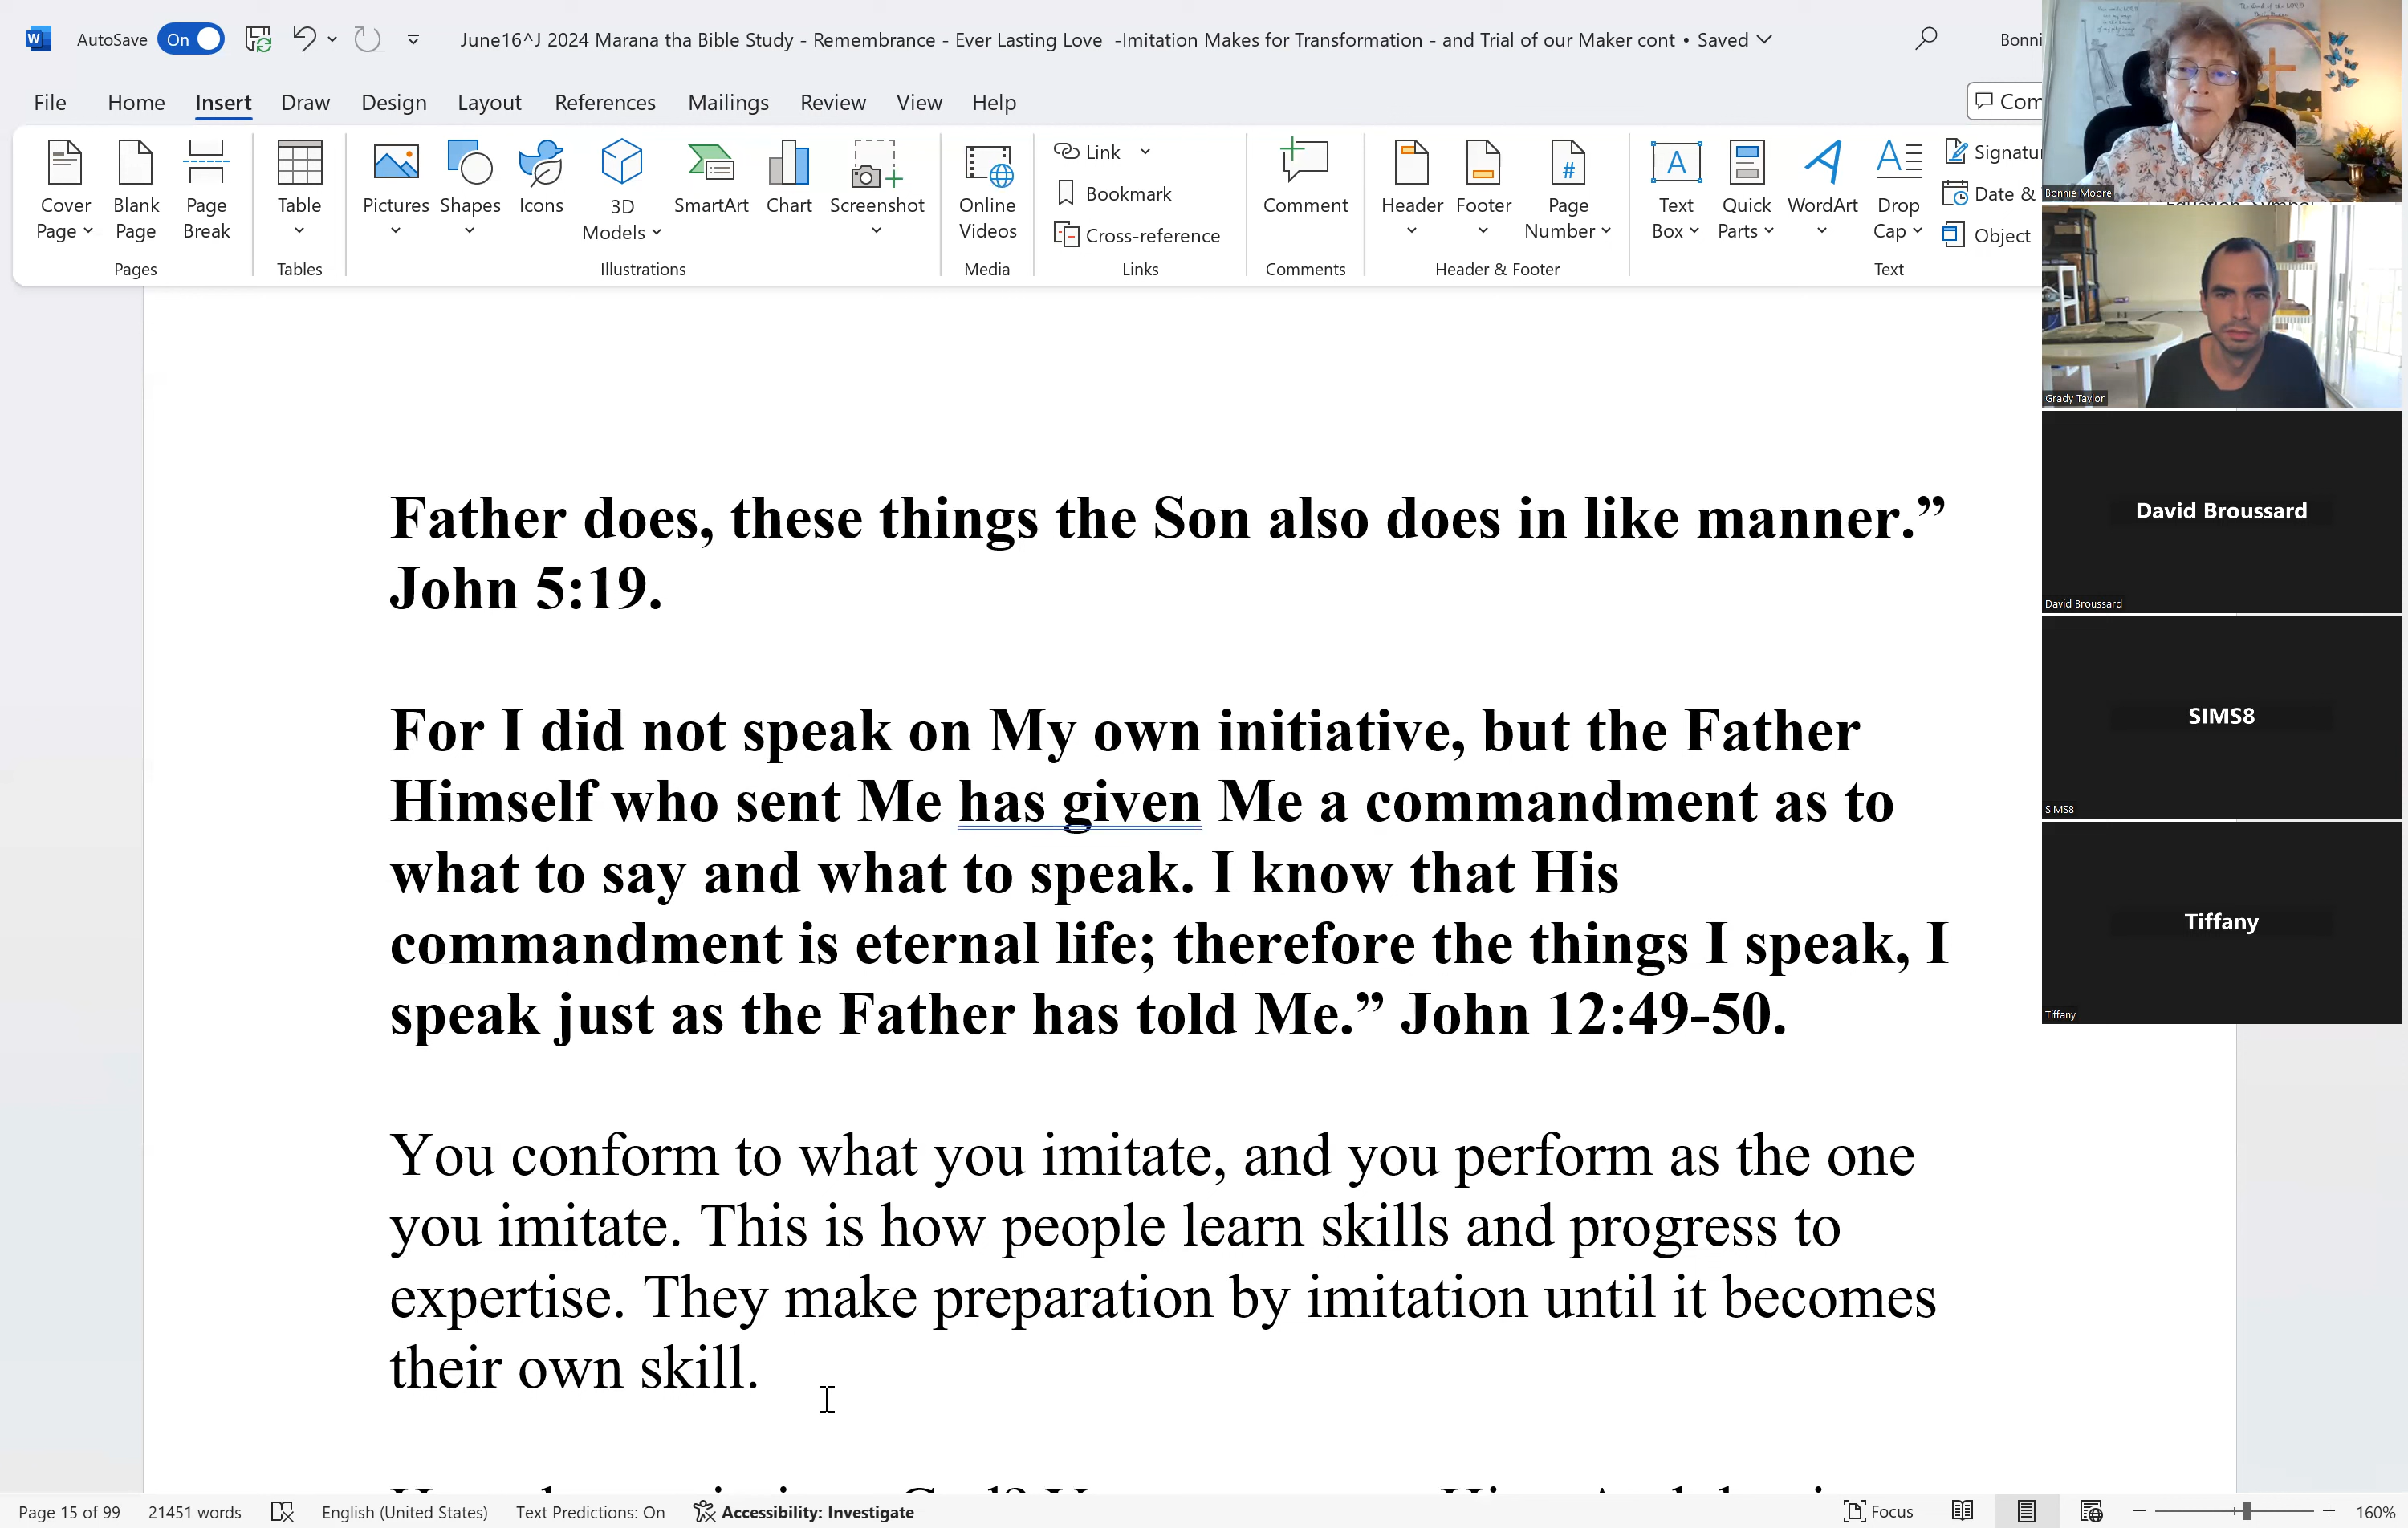 AutoSave On June16^J 2024 Marana tha Bible Study - Remembrance - Ever Lasting Love -Imitation Makes for Transformation - and Trial of our Maker cont • Saved Bonni
File Home Insert Draw Design Layout References Mailings Review View Help Com
Cover Page
Blank Page
Page Break
Pages
Table
Tables
Pictures
Shapes
Icons
3D Models
SmartArt
Chart
Screenshot
Illustrations
Online Videos
Media
Link
Bookmark
Cross-reference
Links
Comment
Comments
Header
Footer
Page Number
Header & Footer
Text Box
Quick Parts
WordArt
Drop Cap
Signatu
Date &
Object
Text
Father does, these things the Son also does in like manner.”
John 5:19.
For I did not speak on My own initiative, but the Father
Himself who sent Me has given Me a commandment as to
what to say and what to speak. I know that His
commandment is eternal life; therefore the things I speak, I
speak just as the Father has told Me.” John 12:49-50.
You conform to what you imitate, and you perform as the one
you imitate. This is how people learn skills and progress to
expertise. They make preparation by imitation until it becomes
their own skill.
Bonnie Moore
Grady Taylor
David Broussard
David Broussard
SIMS8
SIMS8
Tiffany
Tiffany
Page 15 of 99 21451 words English (United States) Text Predictions: On Accessibility: Investigate Focus 160%